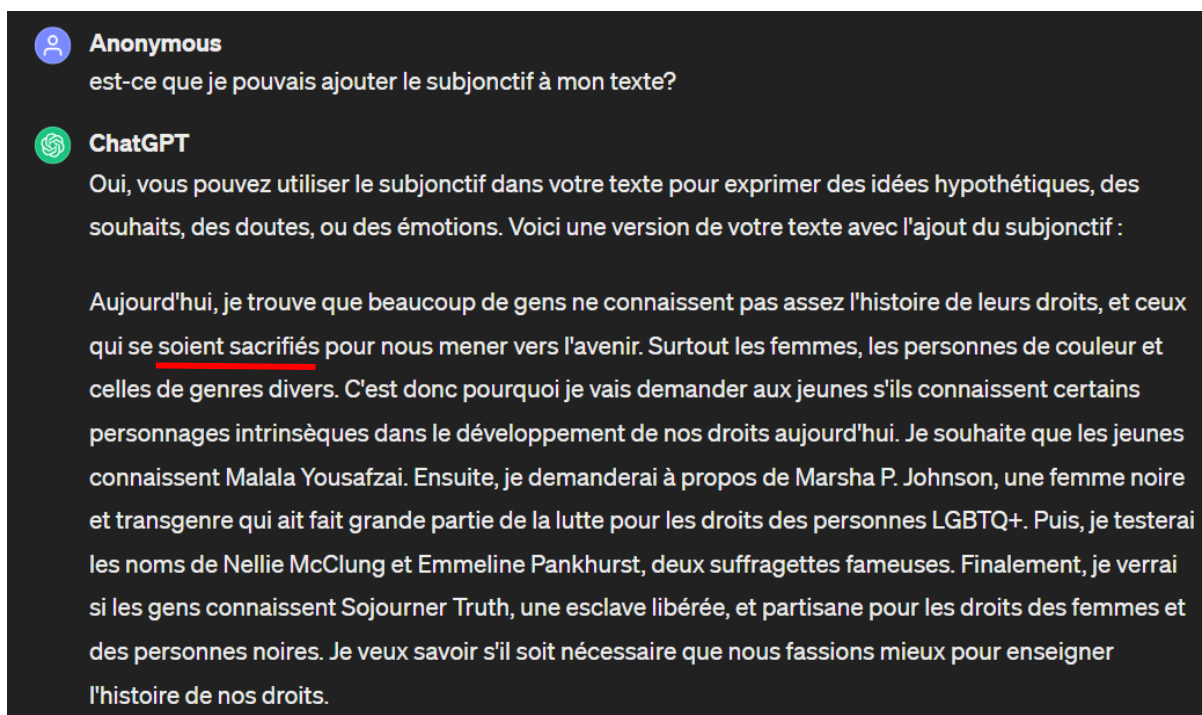 Anonymous
est-ce que je pouvais ajouter le subjonctif à mon texte?
ChatGPT
Oui, vous pouvez utiliser le subjonctif dans votre texte pour exprimer des idées hypothétiques, des
souhaits, des doutes, ou des émotions. Voici une version de votre texte avec l'ajout du subjonctif :
Aujourd'hui, je trouve que beaucoup de gens ne connaissent pas assez l'histoire de leurs droits, et ceux
qui se soient sacrifiés pour nous mener vers l'avenir. Surtout les femmes, les personnes de couleur et
celles de genres divers. C'est donc pourquoi je vais demander aux jeunes s'ils connaissent certains
personnages intrinsèques dans le développement de nos droits aujourd'hui. Je souhaite que les jeunes
connaissent Malala Yousafzai. Ensuite, je demanderai à propos de Marsha P. Johnson, une femme noire
et transgenre qui ait fait grande partie de la lutte pour les droits des personnes LGBTQ+. Puis, je testerai
les noms de Nellie McClung et Emmeline Pankhurst, deux suffragettes fameuses. Finalement, je verrai
si les gens connaissent Sojourner Truth, une esclave libérée, et partisane pour les droits des femmes et
des personnes noires. Je veux savoir s'il soit nécessaire que nous fassions mieux pour enseigner
l'histoire de nos droits.